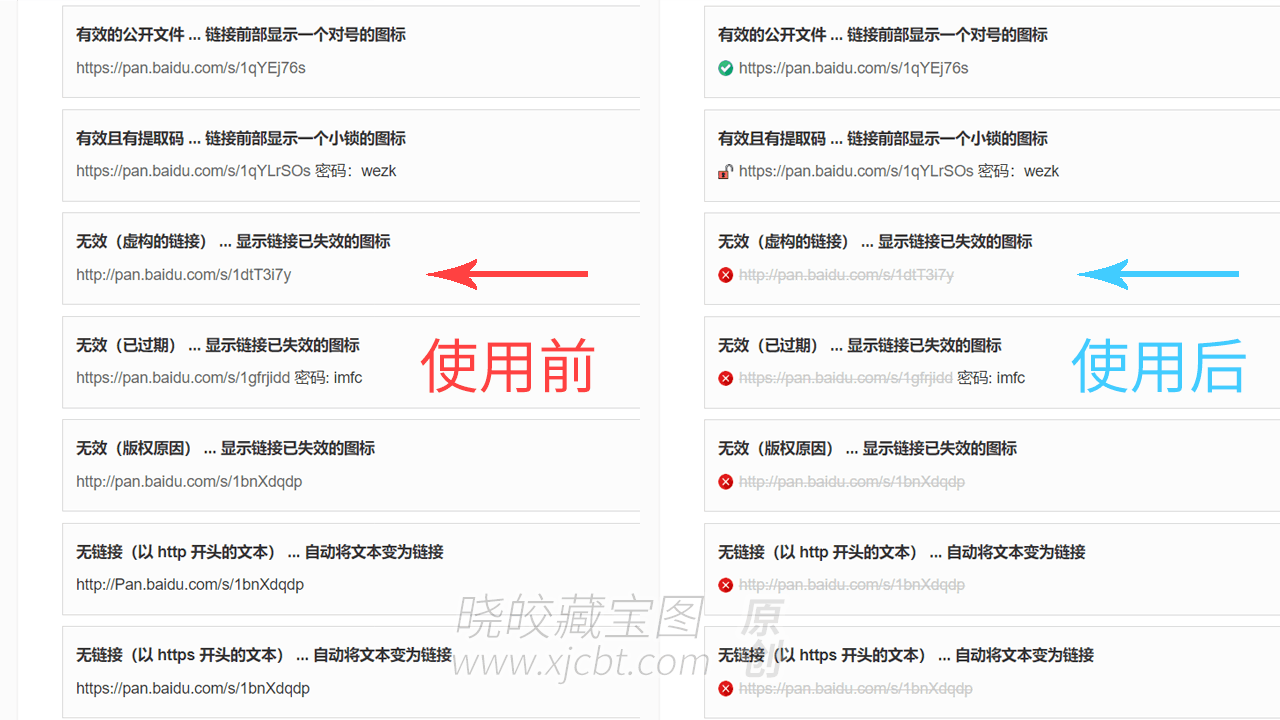 有效的公开文件 ... 链接前部显示一个对号的图标
https://pan.baidu.com/s/1qYEj76s
有效且有提取码 ... 链接前部显示一个小锁的图标
https://pan.baidu.com/s/1qYLrSOs 密码：wezk
无效（虚构的链接） ... 显示链接已失效的图标
http://pan.baidu.com/s/1dtT3i7y
无效（已过期） ... 显示链接已失效的图标
https://pan.baidu.com/s/1gfrjidd 密码: imfc
使用前
无效（版权原因） ... 显示链接已失效的图标
http://pan.baidu.com/s/1bnXdqdp
无链接（以 http 开头的文本） ... 自动将文本变为链接
http://Pan.baidu.com/s/1bnXdqdp
无链接（以 https 开头的文本） ... 自动将文本变为链接
https://pan.baidu.com/s/1bnXdqdp
有效的公开文件 ... 链接前部显示一个对号的图标
https://pan.baidu.com/s/1qYEj76s
有效且有提取码 ... 链接前部显示一个小锁的图标
https://pan.baidu.com/s/1qYLrSOs 密码：wezk
无效（虚构的链接） ... 显示链接已失效的图标
http://pan.baidu.com/s/1dtT3i7y
无效（已过期） ... 显示链接已失效的图标
https://pan.baidu.com/s/1gfrjidd 密码: imfc
使用后
无效（版权原因） ... 显示链接已失效的图标
http://pan.baidu.com/s/1bnXdqdp
无链接（以 http 开头的文本） ... 自动将文本变为链接
http://pan.baidu.com/s/1bnXdqdp
无链接（以 https 开头的文本） ... 自动将文本变为链接
https://pan.baidu.com/s/1bnXdqdp
晓皎藏宝图
www.xjcbt.com
原创